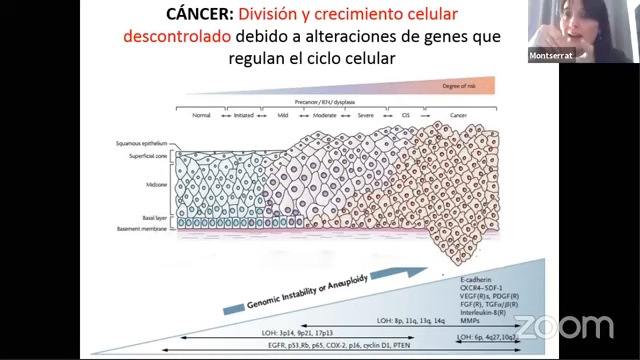 CÁNCER: División y crecimiento celular
descontrolado debido a alteraciones de genes que
regulan el ciclo celular
Montserrat
Degree of risk
Precancer/IEN/dysplasia
Normal Initiated Mild Moderate Severe CIS Cancer
Squamous epithelium
Superficial zone
Midzone
Basal layer
Basement membrane
Genomic Instability or Aneuploidy
E-cadherin
CXCR4–SDF-1
VEGF(R)s, PDGF(R)
FGF(R), TGFα/β(R)
Interleukin-8(R)
MMPs
LOH: 8p, 11q, 13q, 14q
LOH: 3p14, 9p21, 17p13
LOH: 6p, 4q27, 10q23
EGFR, p53,Rb, p65, COX-2, p16, cyclin D1, PTEN
zoom